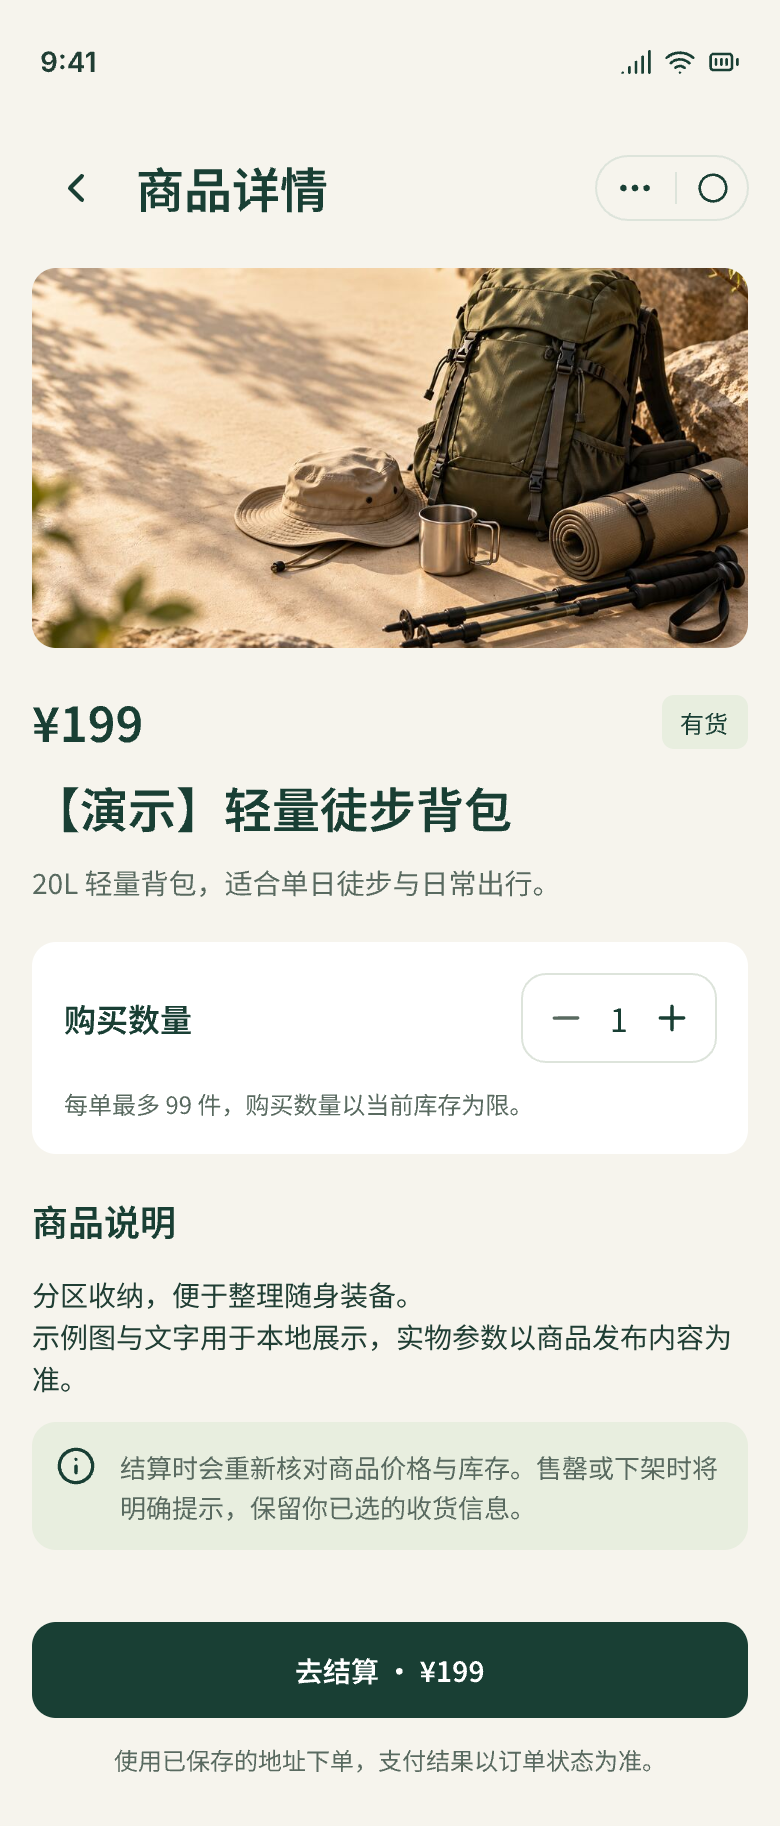 9:41
商品详情
¥199
有货
【演示】轻量徒步背包
20L 轻量背包，适合单日徒步与日常出行。
购买数量
1
每单最多 99 件，购买数量以当前库存为限。
商品说明
分区收纳，便于整理随身装备。
示例图与文字用于本地展示，实物参数以商品发布内容为
准。
结算时会重新核对商品价格与库存。售罄或下架时将
明确提示，保留你已选的收货信息。
去结算 · ¥199
使用已保存的地址下单，支付结果以订单状态为准。